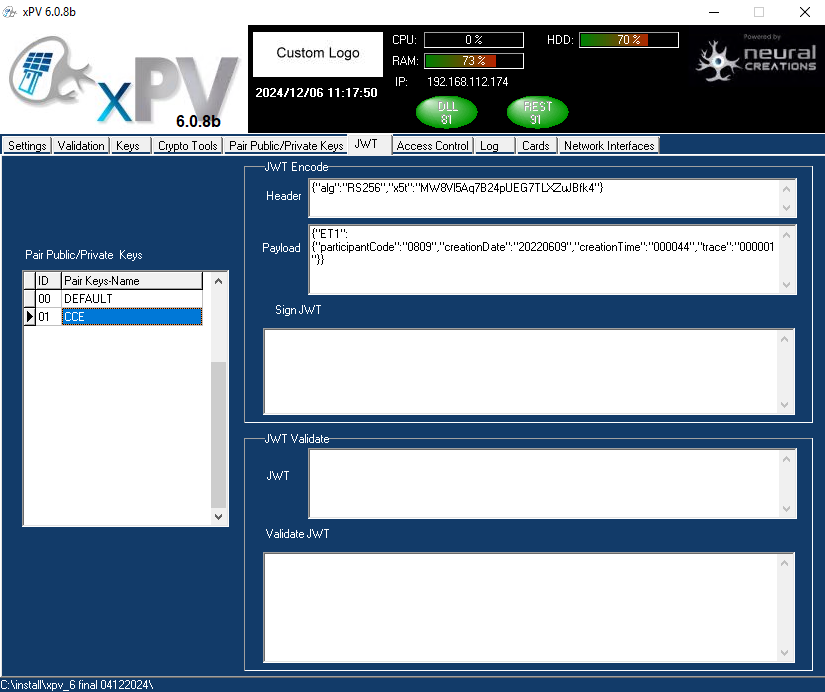 xPV 6.0.8b
xPV
6.0.8b
Custom Logo
2024/12/06 11:17:50
CPU: 0 %
HDD: 70 %
RAM: 73 %
IP: 192.168.112.174
DLL
81
REST
91
Powered by
neural
CREATIONS
Settings Validation Keys Crypto Tools Pair Public/Private Keys JWT Access Control Log Cards Network Interfaces
Pair Public/Private Keys
ID Pair Keys-Name
00 DEFAULT
01 CCE
JWT Encode
Header
{"alg":"RS256","x5t":"MW8Vl5Aq7B24pUEG7TLXZuJBfk4"}
Payload
{"ET1":
{"participantCode":"0809","creationDate":"20220609","creationTime":"000044","trace":"000001
"}}
Sign JWT
JWT Validate
JWT
Validate JWT
C:\install\xpv_6 final 04122024\